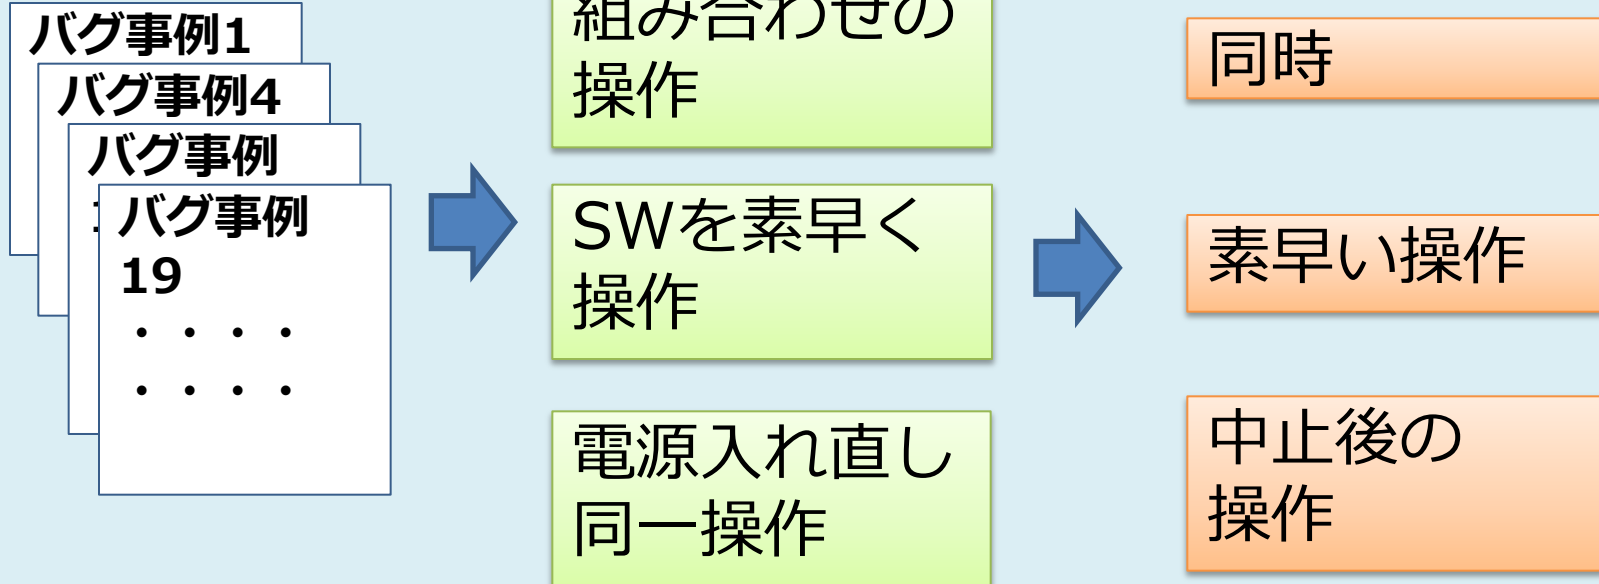 バグ事例1
バグ事例4
バグ事例
バグ事例
19
・・・・
・・・・
組み合わせの
操作
SWを素早く
操作
電源入れ直し
同一操作
同時
素早い操作
中止後の
操作